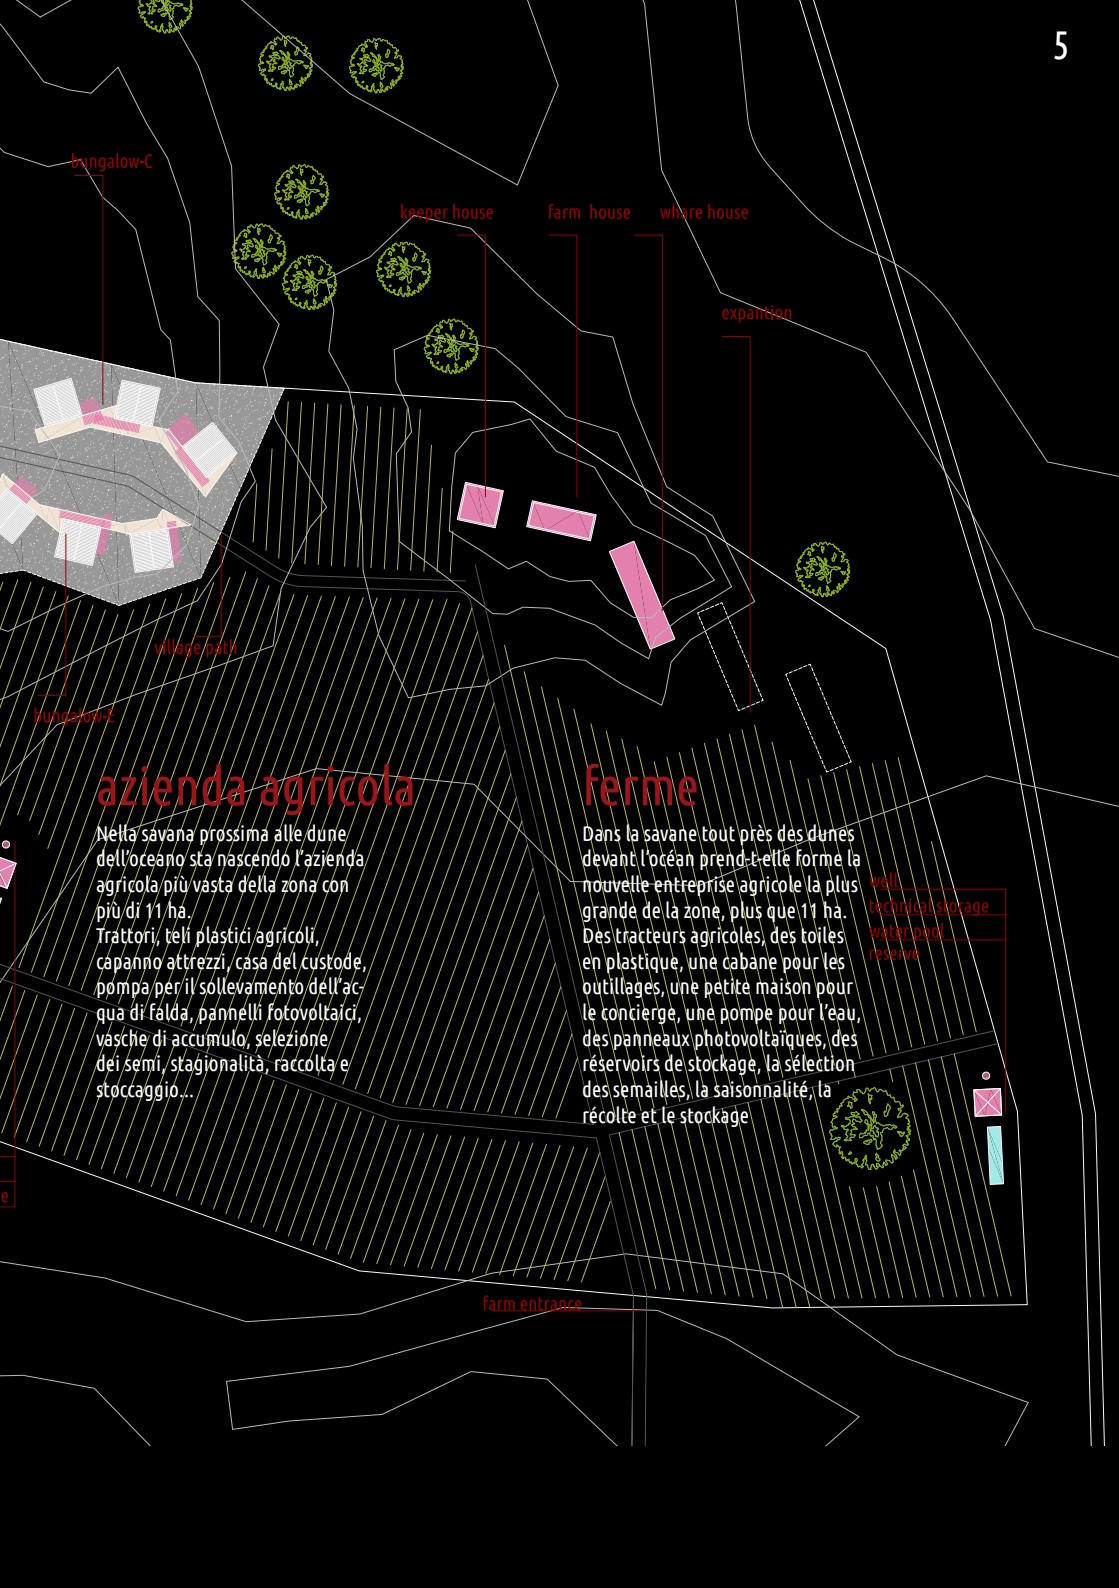 5
bungalow-C
keeper house
farm house
whare house
expantion
village path
bungalow-E
azienda agricola
Nella savana prossima alle dune
dell'oceano sta nascendo l'azienda
agricola più vasta della zona con
più di 11 ha.
Trattori, teli plastici agricoli,
capanno attrezzi, casa del custode,
pompa per il sollevamento dell'ac-
qua di falda, pannelli fotovoltaici,
vasche di accumulo, selezione
dei semi, stagionalità, raccolta e
stoccaggio...
ferme
Dans la savane tout près des dunes
devant l'océan prend-t-elle forme la
nouvelle entreprise agricole la plus
grande de la zone, plus que 11 ha.
Des tracteurs agricoles, des toiles
en plastique, une cabane pour les
outillages, une petite maison pour
le concierge, une pompe pour l'eau,
des panneaux photovoltaïques, des
réservoirs de stockage, la sélection
des semailles, la saisonnalité, la
récolte et le stockage
well
technical storage
water pool
reserve
e
farm entrance